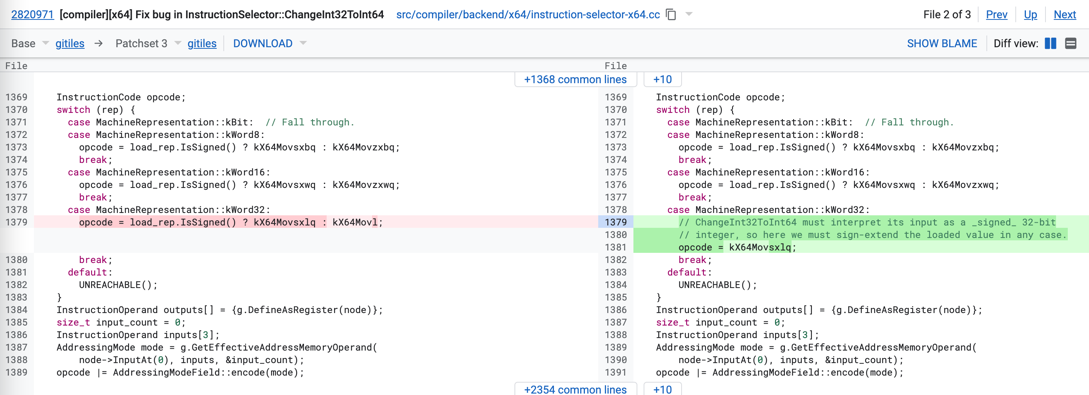 2820971 [compiler][x64] Fix bug in InstructionSelector::ChangeInt32ToInt64 src/compiler/backend/x64/instruction-selector-x64.cc File 2 of 3 Prev Up Next
Base gitiles → Patchset 3 gitiles DOWNLOAD SHOW BLAME Diff view:
File File
+1368 common lines +10
1369 InstructionCode opcode;
1370 switch (rep) {
1371 case MachineRepresentation::kBit: // Fall through.
1372 case MachineRepresentation::kWord8:
1373 opcode = load_rep.IsSigned() ? kX64Movsxbq : kX64Movzxbq;
1374 break;
1375 case MachineRepresentation::kWord16:
1376 opcode = load_rep.IsSigned() ? kX64Movsxwq : kX64Movzxwq;
1377 break;
1378 case MachineRepresentation::kWord32:
1379 opcode = load_rep.IsSigned() ? kX64Movsxlq : kX64Movl;
1380 break;
1381 default:
1382 UNREACHABLE();
1383 }
1384 InstructionOperand outputs[] = {g.DefineAsRegister(node)};
1385 size_t input_count = 0;
1386 InstructionOperand inputs[3];
1387 AddressingMode mode = g.GetEffectiveAddressMemoryOperand(
1388 node->InputAt(0), inputs, &input_count);
1389 opcode |= AddressingModeField::encode(mode);
1369 InstructionCode opcode;
1370 switch (rep) {
1371 case MachineRepresentation::kBit: // Fall through.
1372 case MachineRepresentation::kWord8:
1373 opcode = load_rep.IsSigned() ? kX64Movsxbq : kX64Movzxbq;
1374 break;
1375 case MachineRepresentation::kWord16:
1376 opcode = load_rep.IsSigned() ? kX64Movsxwq : kX64Movzxwq;
1377 break;
1378 case MachineRepresentation::kWord32:
1379 // ChangeInt32ToInt64 must interpret its input as a _signed_ 32-bit
1380 // integer, so here we must sign-extend the loaded value in any case.
1381 opcode = kX64Movsxlq;
1382 break;
1383 default:
1384 UNREACHABLE();
1385 }
1386 InstructionOperand outputs[] = {g.DefineAsRegister(node)};
1387 size_t input_count = 0;
1388 InstructionOperand inputs[3];
1389 AddressingMode mode = g.GetEffectiveAddressMemoryOperand(
1390 node->InputAt(0), inputs, &input_count);
1391 opcode |= AddressingModeField::encode(mode);
+2354 common lines +10